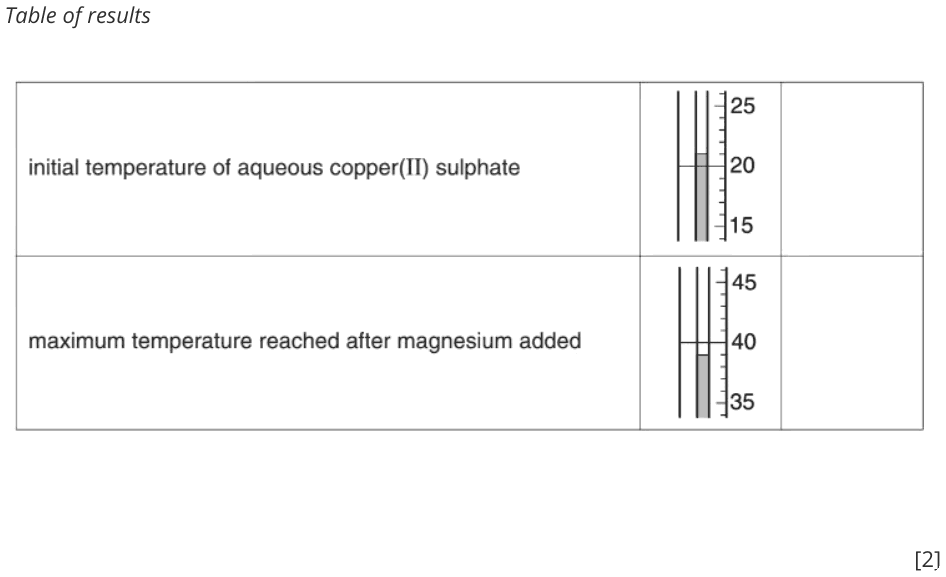 Table of results
25
initial temperature of aqueous copper(II) sulphate
20
15
45
maximum temperature reached after magnesium added
40
35
[2]